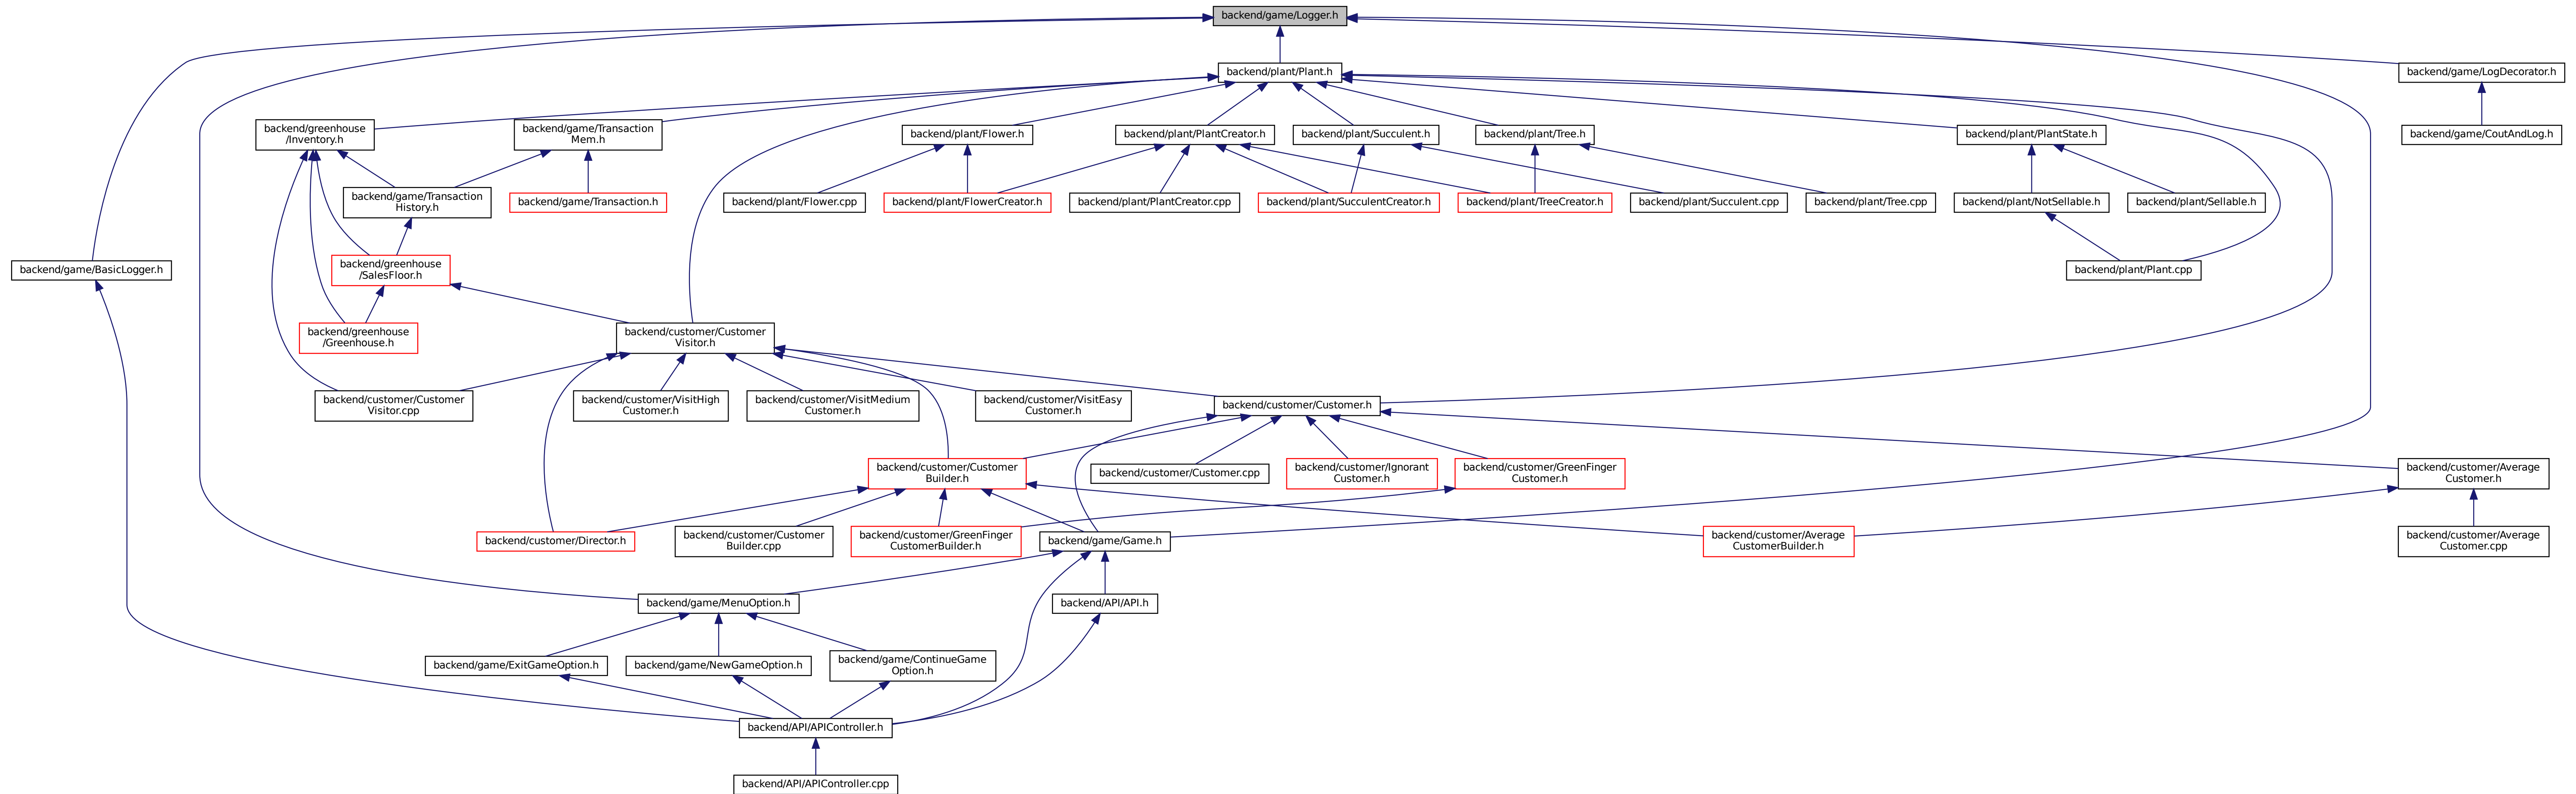 backend/game/Logger.h
backend/plant/Plant.h
backend/game/LogDecorator.h
backend/greenhouse
/Inventory.h
backend/game/Transaction
Mem.h
backend/plant/Flower.h
backend/plant/PlantCreator.h
backend/plant/Succulent.h
backend/plant/Tree.h
backend/plant/PlantState.h
backend/game/CoutAndLog.h
backend/game/Transaction
History.h
backend/game/Transaction.h
backend/plant/Flower.cpp
backend/plant/FlowerCreator.h
backend/plant/PlantCreator.cpp
backend/plant/SucculentCreator.h
backend/plant/TreeCreator.h
backend/plant/Succulent.cpp
backend/plant/Tree.cpp
backend/plant/NotSellable.h
backend/plant/Sellable.h
backend/game/BasicLogger.h
backend/greenhouse
/SalesFloor.h
backend/plant/Plant.cpp
backend/greenhouse
/Greenhouse.h
backend/customer/Customer
Visitor.h
backend/customer/Customer
Visitor.cpp
backend/customer/VisitHigh
Customer.h
backend/customer/VisitMedium
Customer.h
backend/customer/VisitEasy
Customer.h
backend/customer/Customer.h
backend/customer/Customer
Builder.h
backend/customer/Customer.cpp
backend/customer/Ignorant
Customer.h
backend/customer/GreenFinger
Customer.h
backend/customer/Average
Customer.h
backend/customer/Director.h
backend/customer/Customer
Builder.cpp
backend/customer/GreenFinger
CustomerBuilder.h
backend/game/Game.h
backend/customer/Average
CustomerBuilder.h
backend/customer/Average
Customer.cpp
backend/game/MenuOption.h
backend/API/API.h
backend/game/ExitGameOption.h
backend/game/NewGameOption.h
backend/game/ContinueGame
Option.h
backend/API/APIController.h
backend/API/APIController.cpp